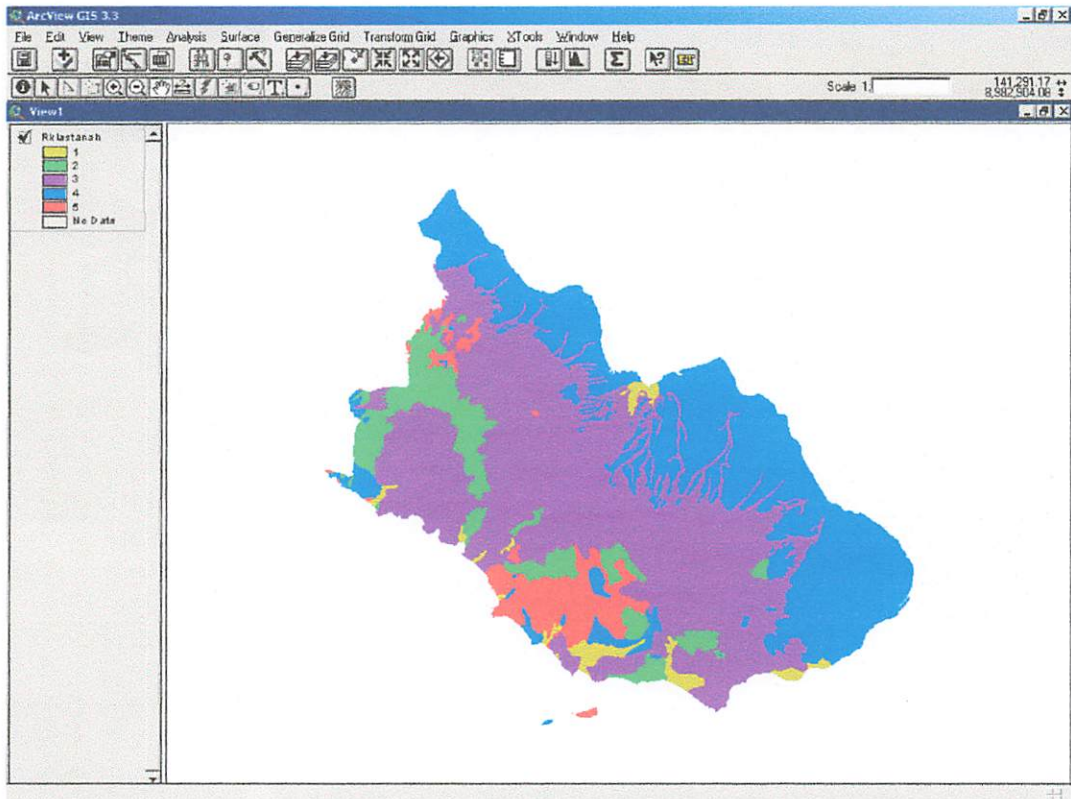 ArcView GIS 3.3
File Edit View Theme Analysis Surface Generalize Grid Transform Grid Graphics XTools Window Help
Scale 1:
141,291.17
8,982,904.08
View1
Rklastanah
1
2
3
4
5
No Data